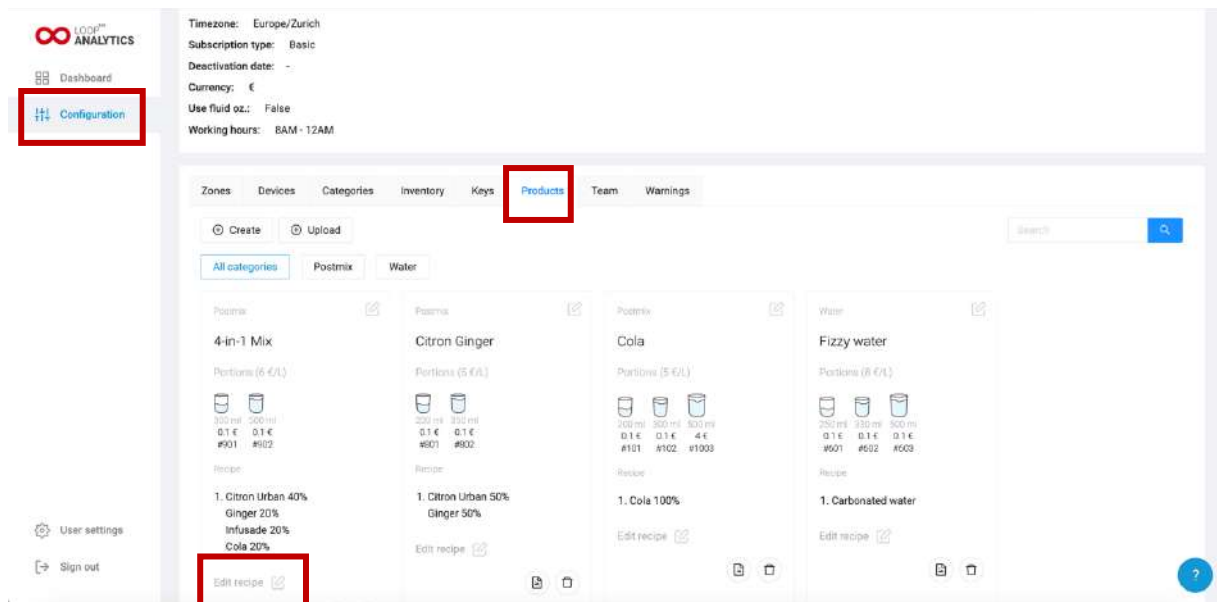 LOOP™
ANALYTICS
Dashboard
Configuration
User settings
Sign out
Timezone: Europe/Zurich
Subscription type: Basic
Deactivation date: -
Currency: €
Use fluid oz.: False
Working hours: 8AM - 12AM
Zones Devices Categories Inventory Keys Products Team Warnings
Create Upload Search
All categories Postmix Water
Postmix
4-in-1 Mix
Portions (6 €/L)
300 ml 500 ml
0.1 € 0.1 €
#901 #902
Recipe
1. Citron Urban 40%
Ginger 20%
Infusade 20%
Cola 20%
Edit recipe
Postmix
Citron Ginger
Portions (5 €/L)
200 ml 350 ml
0.1 € 0.1 €
#801 #802
Recipe
1. Citron Urban 50%
Ginger 50%
Edit recipe
Postmix
Cola
Portions (5 €/L)
200 ml 300 ml 500 ml
0.1 € 0.1 € 4 €
#101 #102 #1003
Recipe
1. Cola 100%
Edit recipe
Water
Fizzy water
Portions (8 €/L)
250 ml 330 ml 500 ml
0.1 € 0.1 € 0.1 €
#601 #602 #603
Recipe
1. Carbonated water
Edit recipe
?